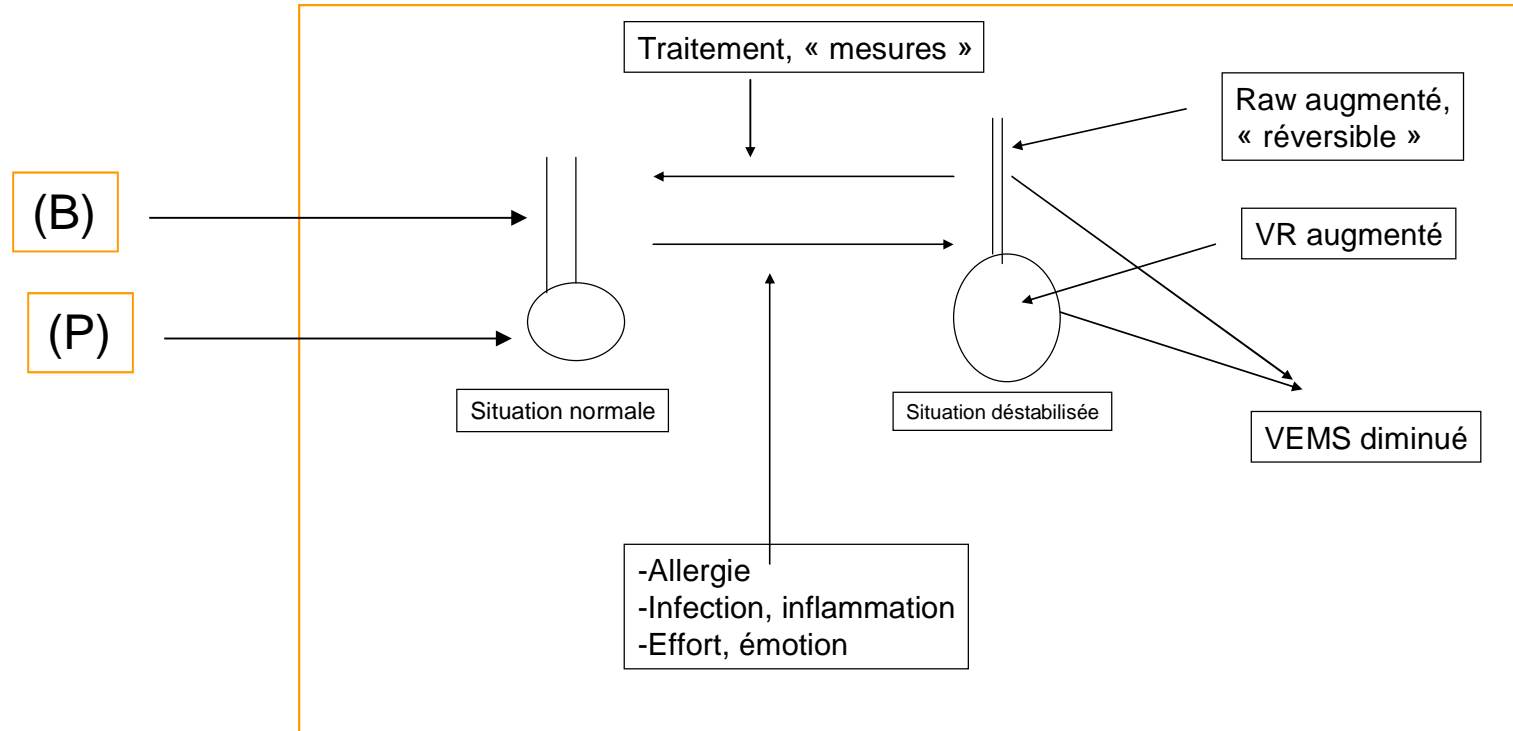 Traitement, « mesures »
Raw augmenté,
« réversible »
(B)
VR augmenté
(P)
Situation normale
Situation déstabilisée
VEMS diminué
-Allergie
-Infection, inflammation
-Effort, émotion